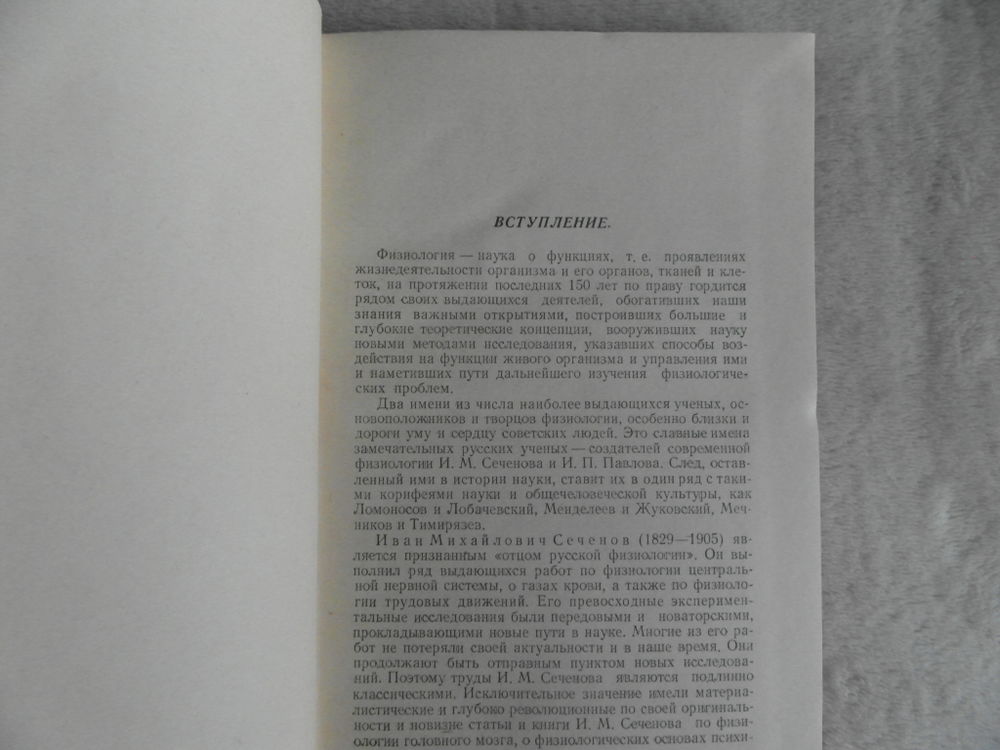 ВСТУПЛЕНИЕ.
Физиология — наука о функциях, т. е. проявлениях
жизнедеятельности организма и его органов, тканей и кле-
ток, на протяжении последних 150 лет по праву гордится
рядом своих выдающихся деятелей, обогативших наши
знания важными открытиями, построивших большие и
глубокие теоретические концепции, вооруживших науку
новыми методами исследования, указавших способы воз-
действия на функции живого организма и управления ими
и наметивших пути дальнейшего изучения физиологиче-
ских проблем.
Два имени из числа наиболее выдающихся ученых, ос-
новоположников и творцов физиологии, особенно близки и
дороги уму и сердцу советских людей. Это славные имена
замечательных русских ученых — создателей современной
физиологии И. М. Сеченова и И. П. Павлова. След, остав-
ленный ими в истории науки, ставит их в один ряд с таки-
ми корифеями науки и общечеловеческой культуры, как
Ломоносов и Лобачевский, Менделеев и Жуковский, Меч-
ников и Тимирязев.
Иван Михайлович Сеченов (1829—1905) яв-
ляется признанным «отцом русской физиологии». Он вы-
полнил ряд выдающихся работ по физиологии централь-
ной нервной системы, о газах крови, а также по физиоло-
гии трудовых движений. Его превосходные эксперимен-
тальные исследования были передовыми и новаторскими,
прокладывающими новые пути в науке. Многие из его ра-
бот не потеряли своей актуальности и в наше время. Они
продолжают быть отправным пунктом новых исследова-
ний. Поэтому труды И. М. Сеченова являются подлинно
классическими. Исключительное значение имели материа-
листические и глубоко революционные по своей оригиналь-
ности и новизне статьи и книги И. М. Сеченова по физи-
ологии головного мозга, о физиологических основах психи-